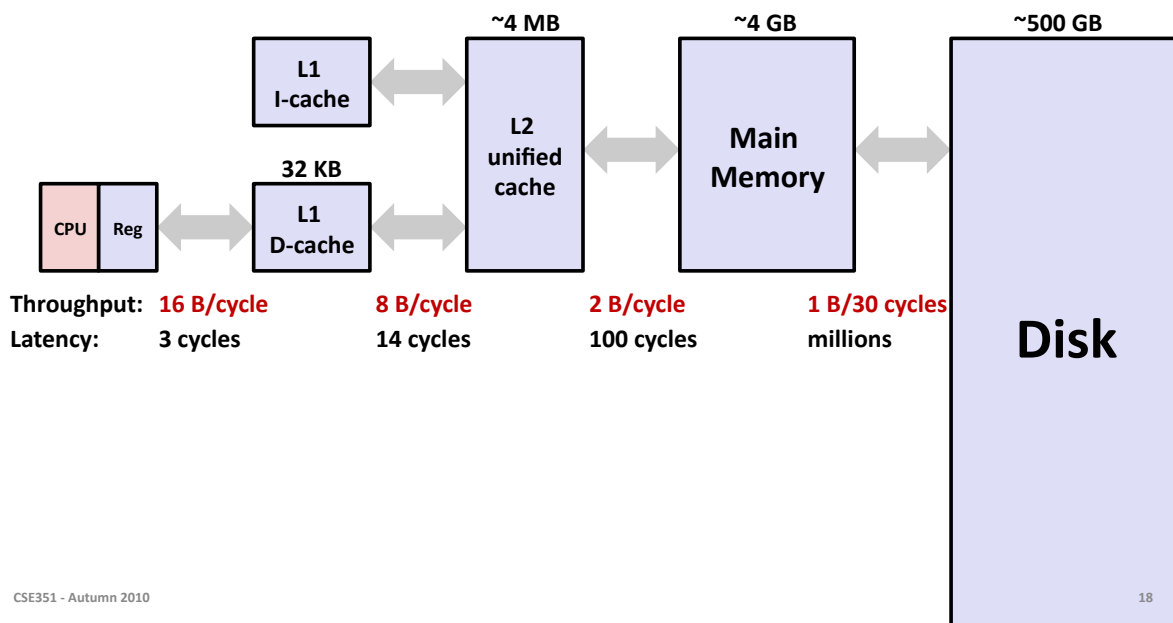 ~4 MB
~4 GB
~500 GB
L1
I-cache
L2
unified
cache
Main
Memory
32 KB
CPU
Reg
L1
D-cache
Throughput: 16 B/cycle 8 B/cycle 2 B/cycle 1 B/30 cycles
Latency: 3 cycles 14 cycles 100 cycles millions
Disk
CSE351 - Autumn 2010
18